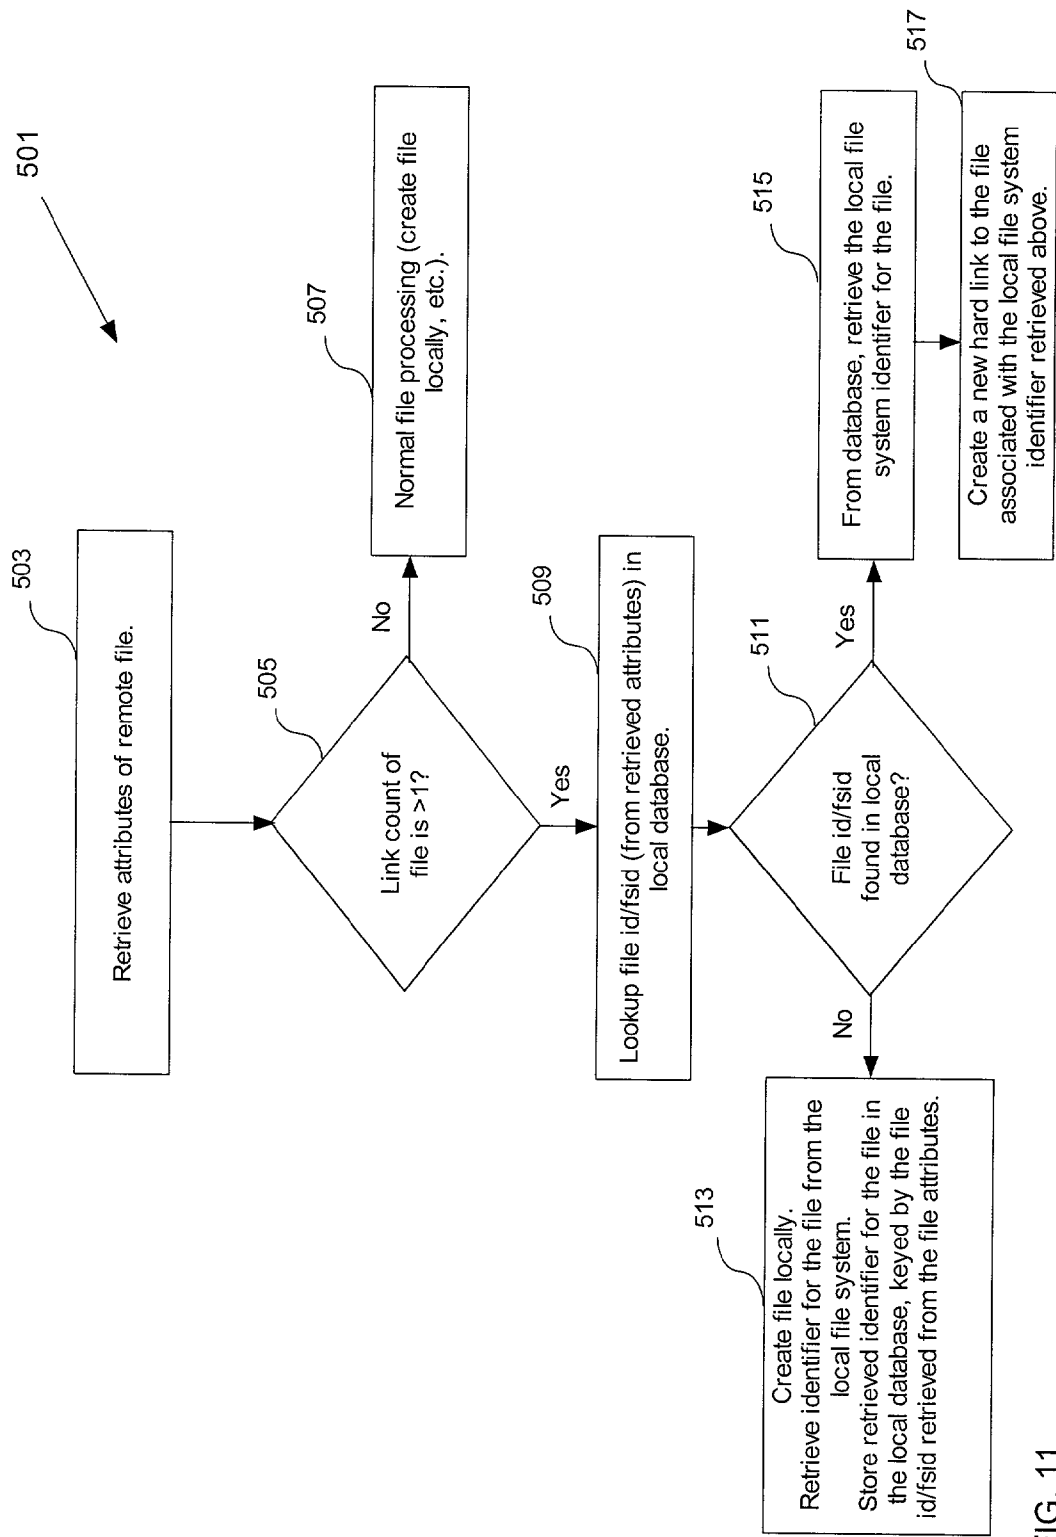 501
503
Retrieve attributes of remote file.
505
Link count of
file is >1?
No
507
Normal file processing (create file
locally, etc.).
Yes
509
Lookup file id/fsid (from retrieved attributes) in
local database.
511
File id/fsid
found in local
database?
No
513
Create file locally.
Retrieve identifier for the file from the
local file system.
Store retrieved identifier for the file in
the local database, keyed by the file
id/fsid retrieved from the file attributes.
Yes
515
From database, retrieve the local file
system identifer for the file.
517
Create a new hard link to the file
associated with the local file system
identifier retrieved above.
FIG. 11